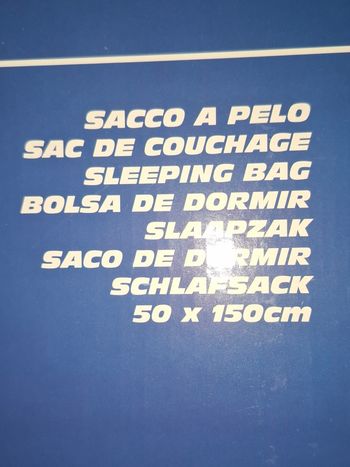 SACCO A PELO
SAC DE COUCHAGE
SLEEPING BAG
BOLSA DE DORMIR
SLAAPZAK
SACO DE DORMIR
SCHLAFSACK
50 x 150cm